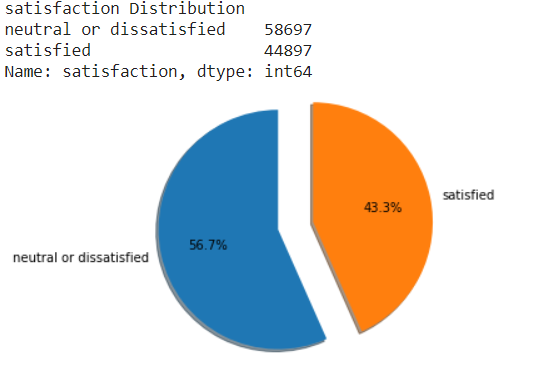 satisfaction Distribution
neutral or dissatisfied    58697
satisfied                  44897
Name: satisfaction, dtype: int64
satisfied
43.3%
56.7%
neutral or dissatisfied